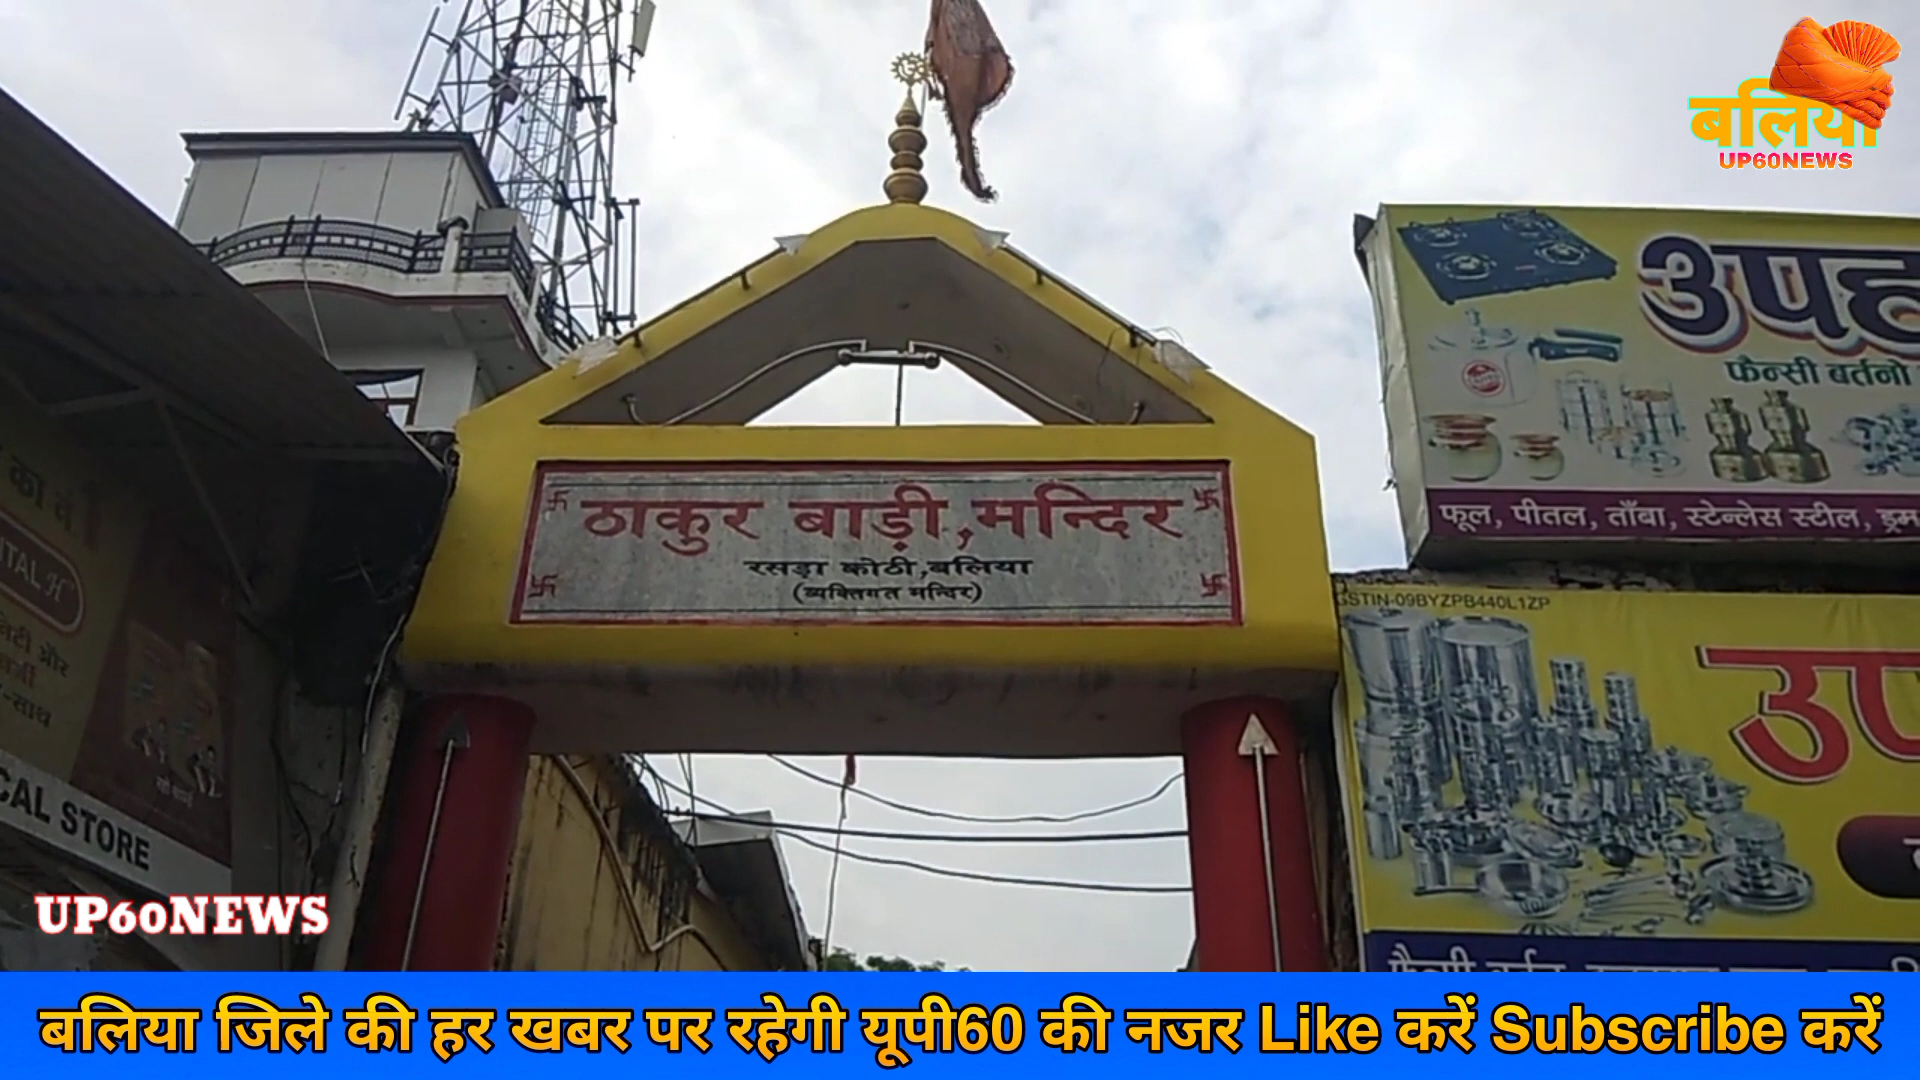 बलिया
UP60NEWS
फैन्सी बर्तनो
फूल, पीतल, ताँबा, स्टेन्लेस स्टील, ड्रम
ठाकुर बाड़ी,मन्दिर
रसड़ा कोठी,बलिया
(व्यक्तिगत मन्दिर)
GSTIN-09BYZPB440L1ZP
CAL STORE
UP60NEWS
बलिया जिले की हर खबर पर रहेगी यूपी60 की नजर Like करें Subscribe करें